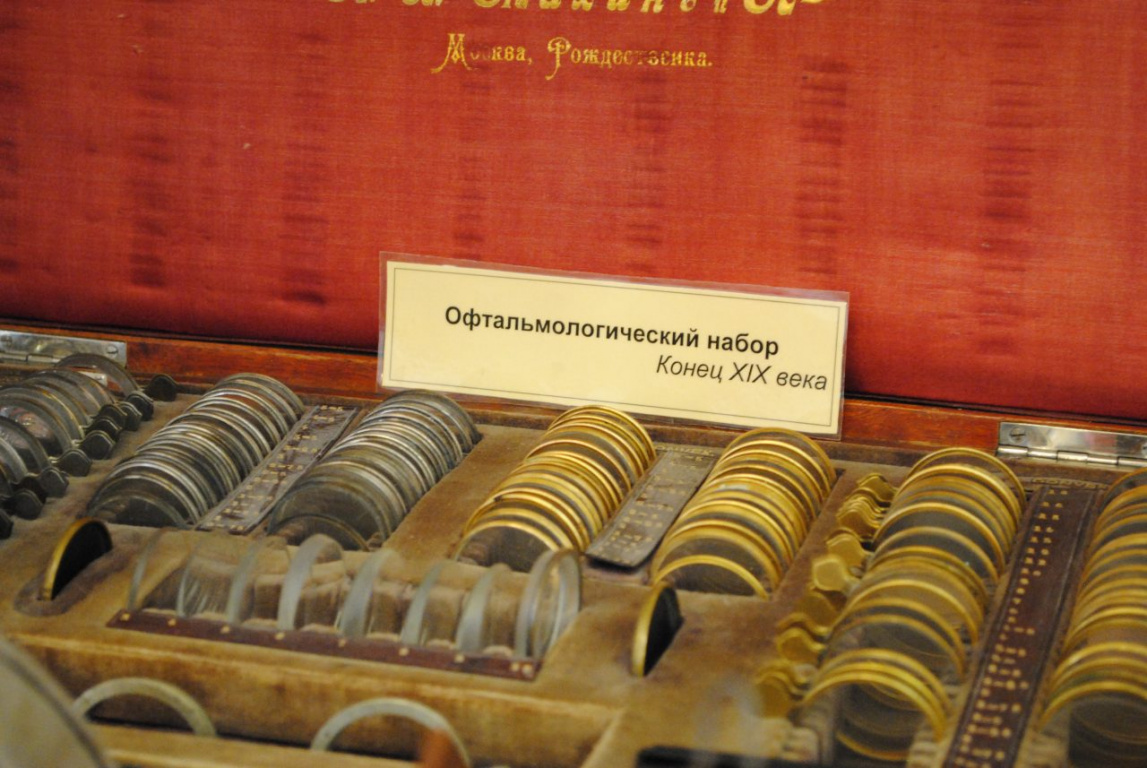 Москва, Рождественка.
Офтальмологический набор
Конец XIX века